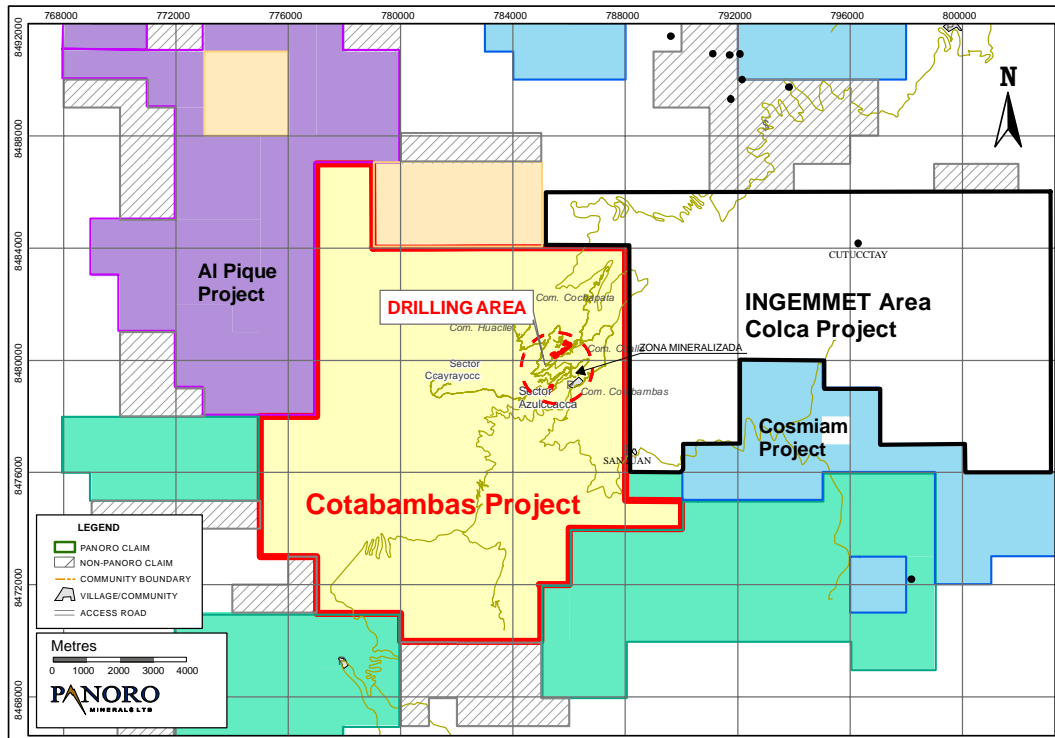 768000 772000 776000 780000 784000 788000 792000 796000 800000
8492000
8488000
8484000
8480000
8476000
8472000
8468000
N
CUTUCCTAY
Al Pique
Project
INGEMMET Area
Colca Project
DRILLING AREA
Com. Cochapata
Com. Huaclle
ZONA MINERALIZADA
Sector
Ccayrayocc
Sector
Azulccacca
Com. Cotabambas
Cosmiam
Project
SAN JUAN
Cotabambas Project
LEGEND
PANORO CLAIM
NON-PANORO CLAIM
COMMUNITY BOUNDARY
VILLAGE/COMMUNITY
ACCESS ROAD
Metres
0 1000 2000 3000 4000
PANORO
MINERALS LTD